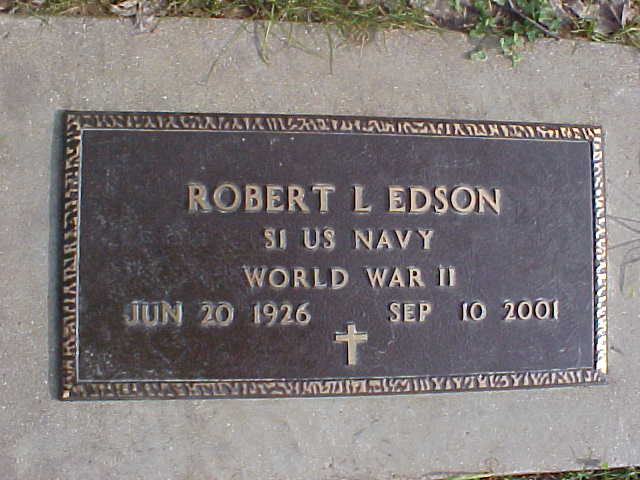 ROBERT L EDSON
S1 US NAVY
WORLD WAR II
JUN 20 1926 SEP 10 2001